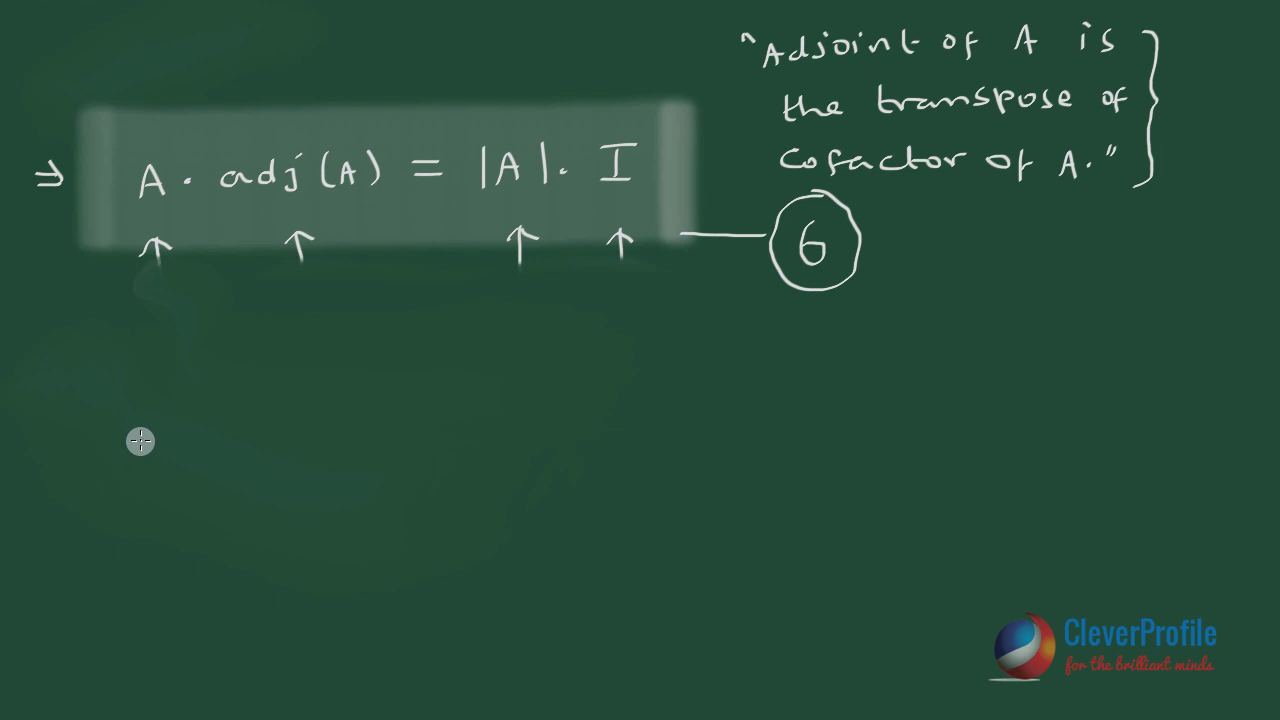 "Adjoint of A is
the transpose of
cofactor of A."
⇒ A . adj(A) = |A| . I
6
CleverProfile
for the brilliant minds